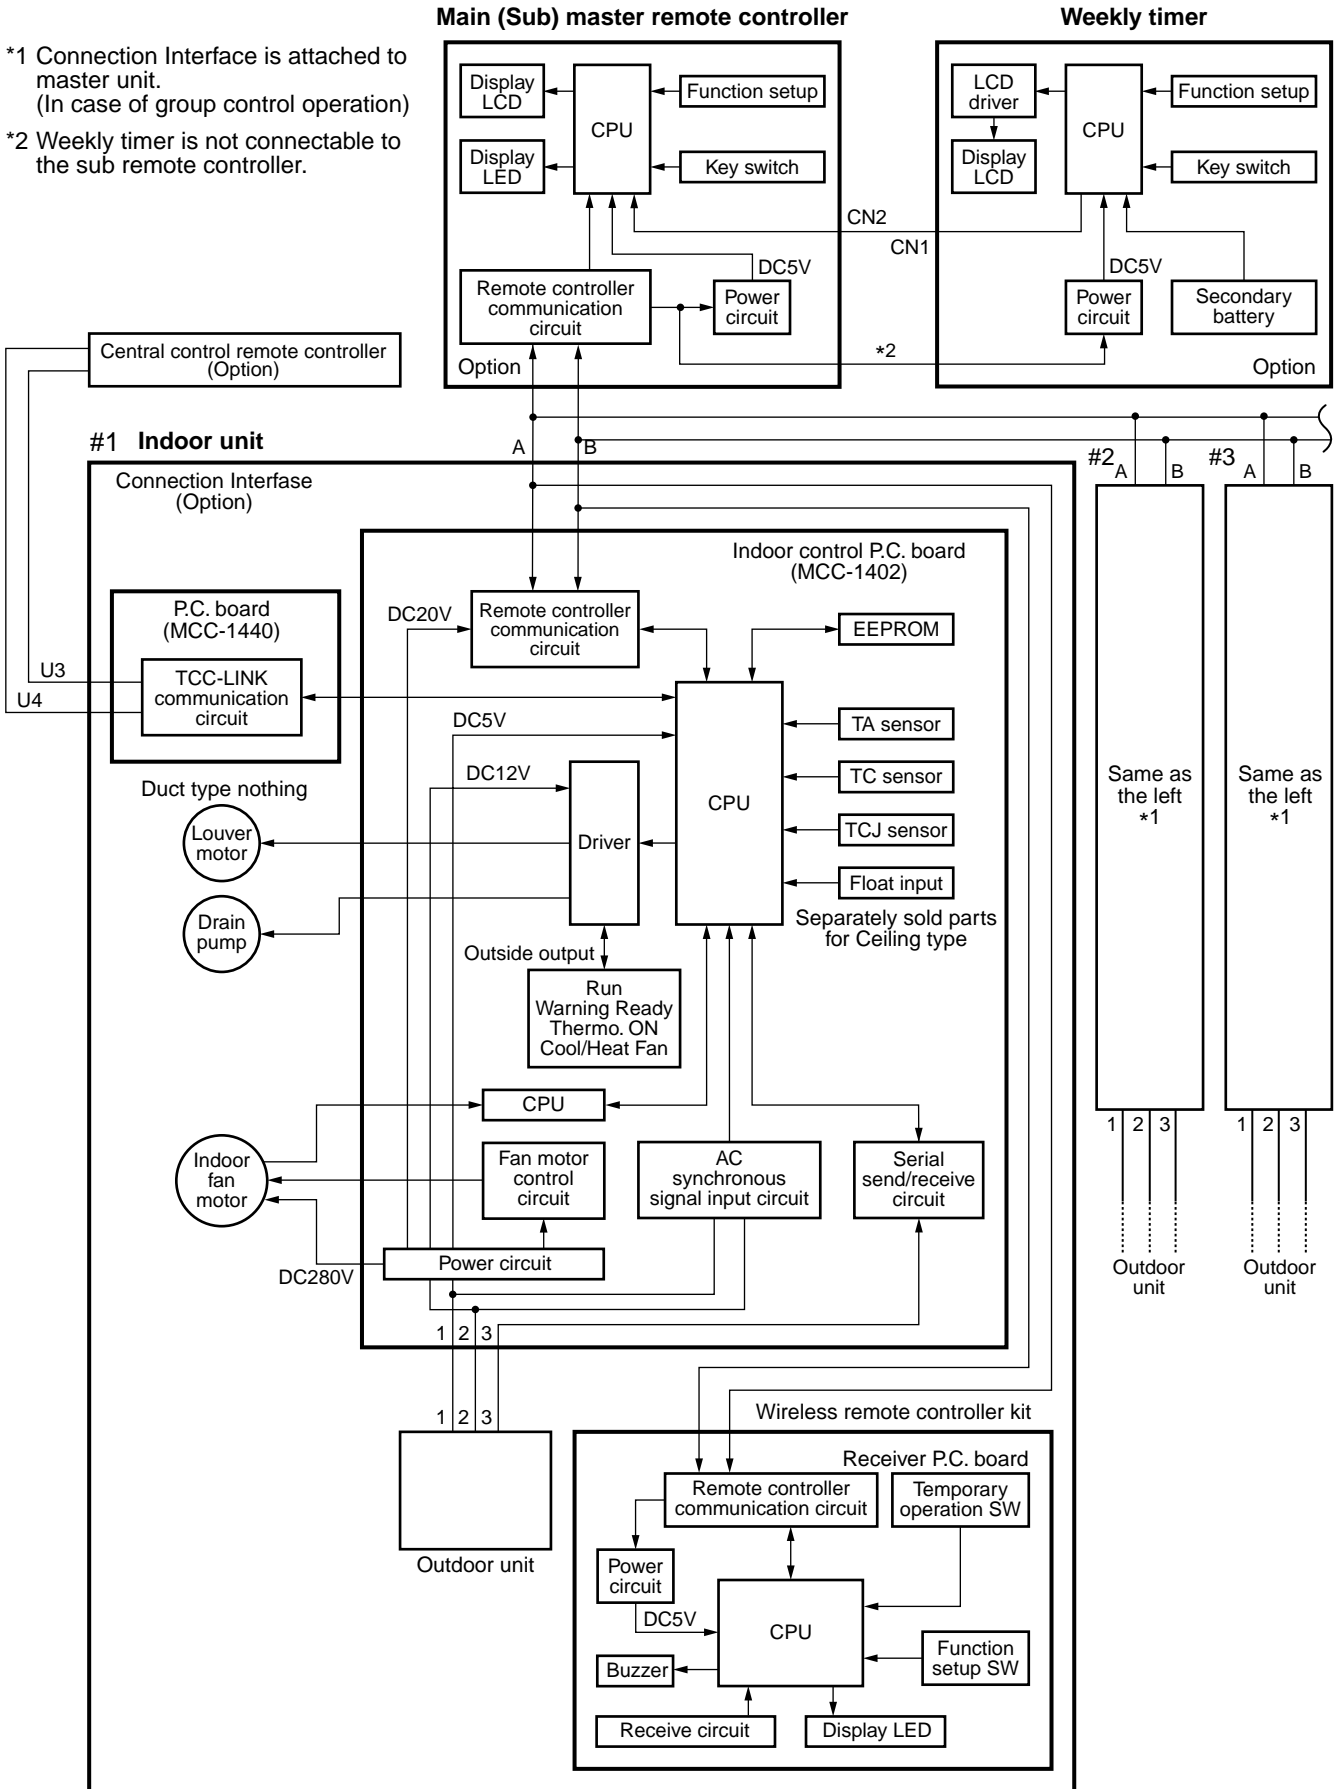 Main (Sub) master remote controller
Weekly timer
*1 Connection Interface is attached to
master unit.
(In case of group control operation)
*2 Weekly timer is not connectable to
the sub remote controller.
Display
LCD
CPU
Function setup
Display
LED
Key switch
LCD
driver
CPU
Function setup
Display
LCD
Key switch
CN2
CN1
DC5V
Remote controller
communication
circuit
Power
circuit
Option
*2
DC5V
Power
circuit
Secondary
battery
Option
Central control remote controller
(Option)
#1 Indoor unit
A
B
#2
A
B
#3
A
B
Connection Interfase
(Option)
Indoor control P.C. board
(MCC-1402)
P.C. board
(MCC-1440)
DC20V
Remote controller
communication
circuit
EEPROM
U3
U4
TCC-LINK
communication
circuit
DC5V
TA sensor
DC12V
TC sensor
CPU
Duct type nothing
Louver
motor
Driver
TCJ sensor
Float input
Drain
pump
Separately sold parts
for Ceiling type
Outside output
Run
Warning Ready
Thermo. ON
Cool/Heat Fan
Same as
the left
*1
Same as
the left
*1
CPU
Indoor
fan
motor
Fan motor
control
circuit
AC
synchronous
signal input circuit
Serial
send/receive
circuit
1 2 3
1 2 3
DC280V
Power circuit
Outdoor
unit
Outdoor
unit
1 2 3
1 2 3
Outdoor unit
Wireless remote controller kit
Receiver P.C. board
Remote controller
communication circuit
Temporary
operation SW
Power
circuit
DC5V
CPU
Function
setup SW
Buzzer
Receive circuit
Display LED